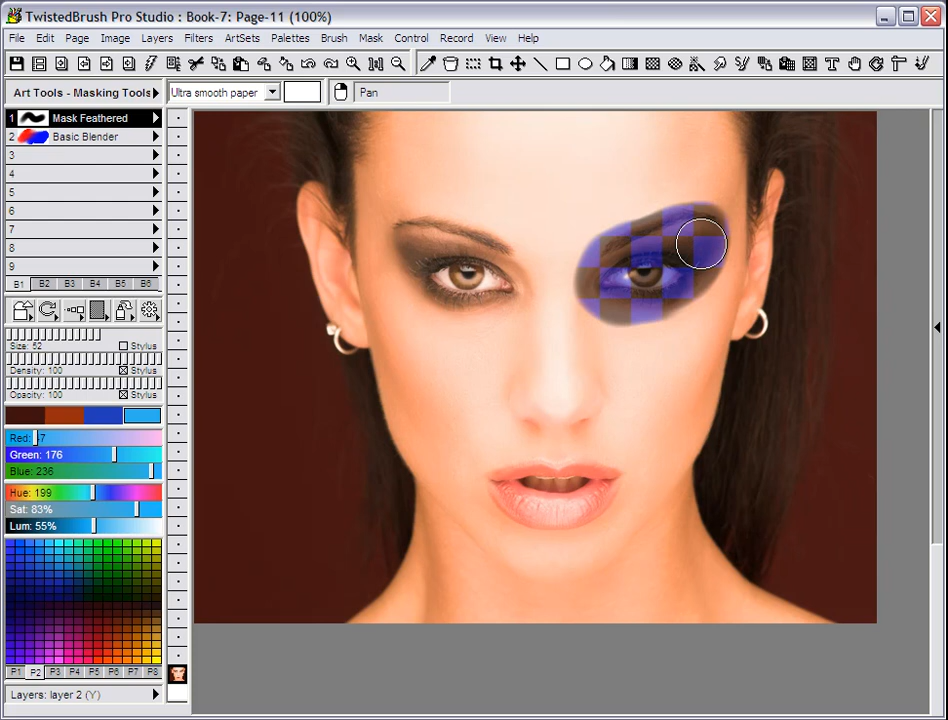 TwistedBrush Pro Studio : Book-7: Page-11 (100%)
File Edit Page Image Layers Filters ArtSets Palettes Brush Mask Control Record View Help
Art Tools - Masking Tools Ultra smooth paper Pan
1 Mask Feathered
2 Basic Blender
3
4
5
6
7
8
9
B1 B2 B3 B4 B5 B6
Size: 52 Stylus
Density: 100 Stylus
Opacity: 100 Stylus
Red:
Green: 176
Blue: 236
Hue: 199
Sat: 83%
Lum: 55%
P1 P2 P3 P4 P5 P6 P7 P8
Layers: layer 2 (Y)